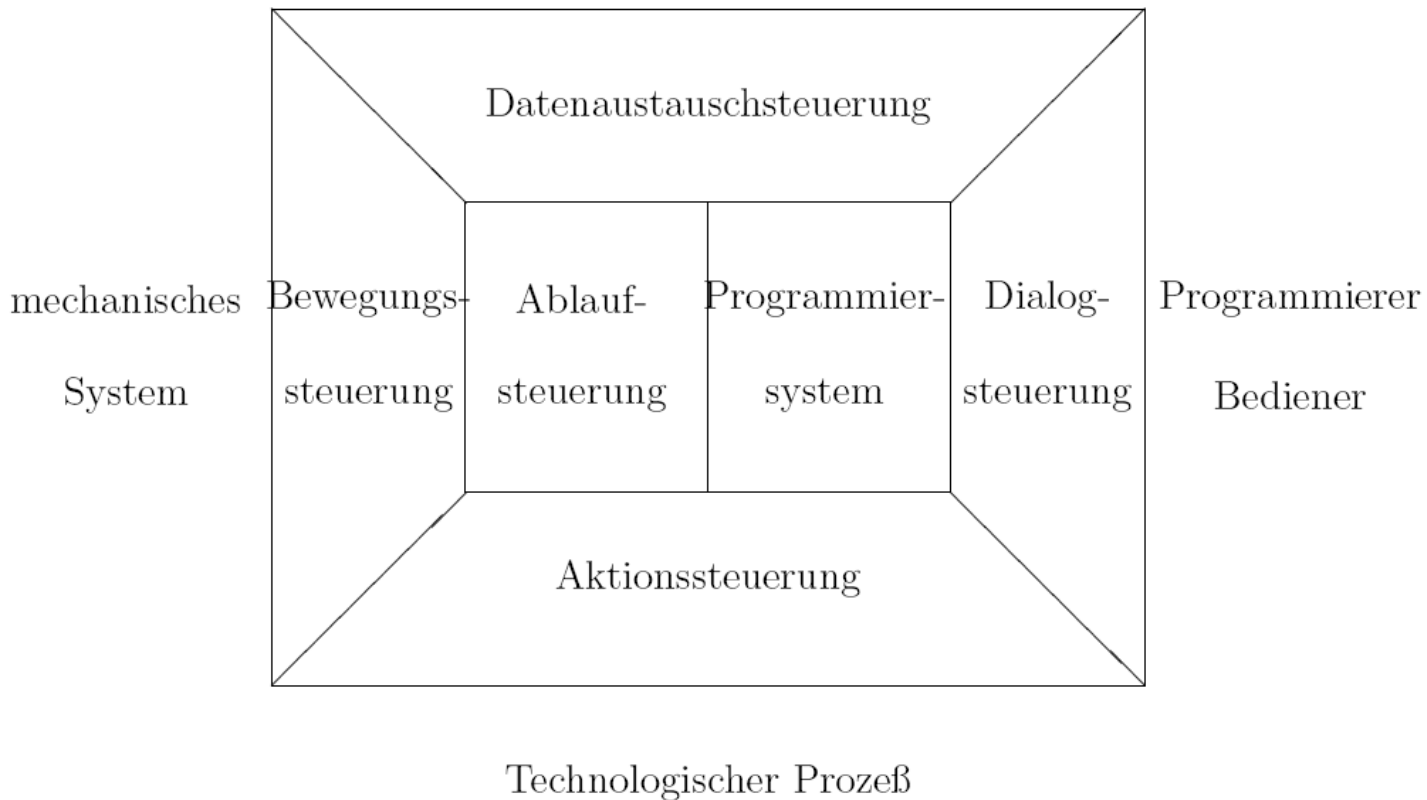 Datenaustauschsteuerung
mechanisches
System
Bewegungs-
steuerung
Ablauf-
steuerung
Programmier-
system
Dialog-
steuerung
Programmierer
Bediener
Aktionssteuerung
Technologischer Prozeß